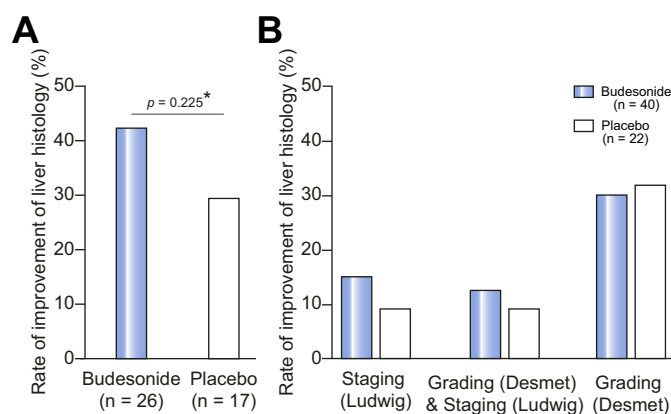 A
Rate of improvement of liver histology (%)
50
40
30
20
10
0
p = 0.225*
Budesonide
(n = 26)
Placebo
(n = 17)
B
Rate of improvement of liver histology (%)
50
40
30
20
10
0
Budesonide
(n = 40)
Placebo
(n = 22)
Staging
(Ludwig)
Grading (Desmet)
& Staging (Ludwig)
Grading
(Desmet)